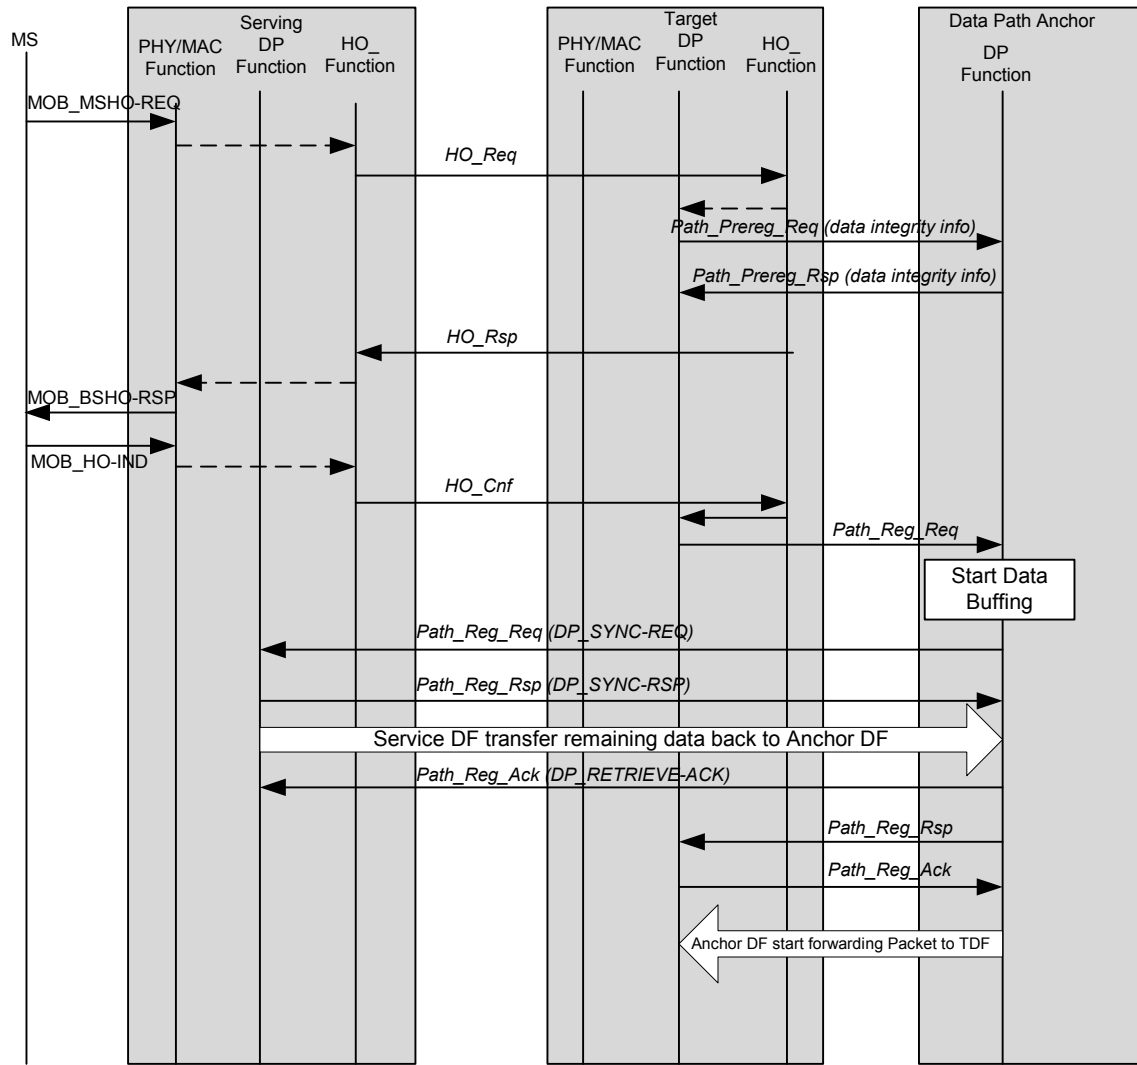 MS
Serving
PHY/MAC
Function
DP
Function
HO_
Function
Target
PHY/MAC
Function
DP
Function
HO_
Function
Data Path Anchor
DP
Function
MOB_MSHO-REQ
HO_Req
Path_Prereg_Req (data integrity info)
Path_Prereg_Rsp (data integrity info)
HO_Rsp
MOB_BSHO-RSP
MOB_HO-IND
HO_Cnf
Path_Reg_Req
Start Data
Buffing
Path_Reg_Req (DP_SYNC-REQ)
Path_Reg_Rsp (DP_SYNC-RSP)
Service DF transfer remaining data back to Anchor DF
Path_Reg_Ack (DP_RETRIEVE-ACK)
Path_Reg_Rsp
Path_Reg_Ack
Anchor DF start forwarding Packet to TDF